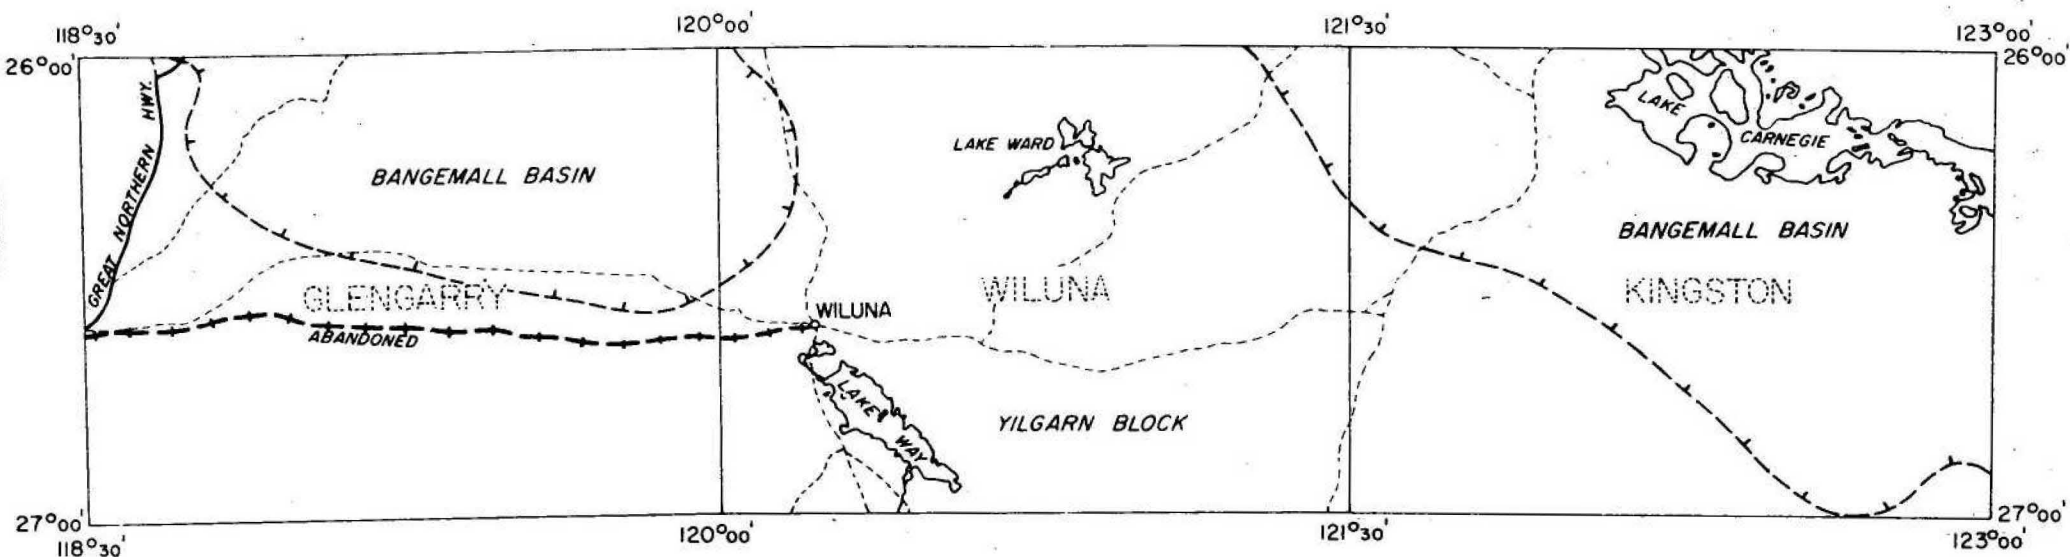 118°30'
120°00'
121°30'
123°00'
26°00'
26°00'
GREAT NORTHERN HWY.
LAKE
CARNEGIE
LAKE WARD
BANGEMALL BASIN
BANGEMALL BASIN
GLENGARRY
WILUNA
KINGSTON
WILUNA
ABANDONED
LAKE WAY
YILGARN BLOCK
27°00'
27°00'
118°30'
120°00'
121°30'
123°00'